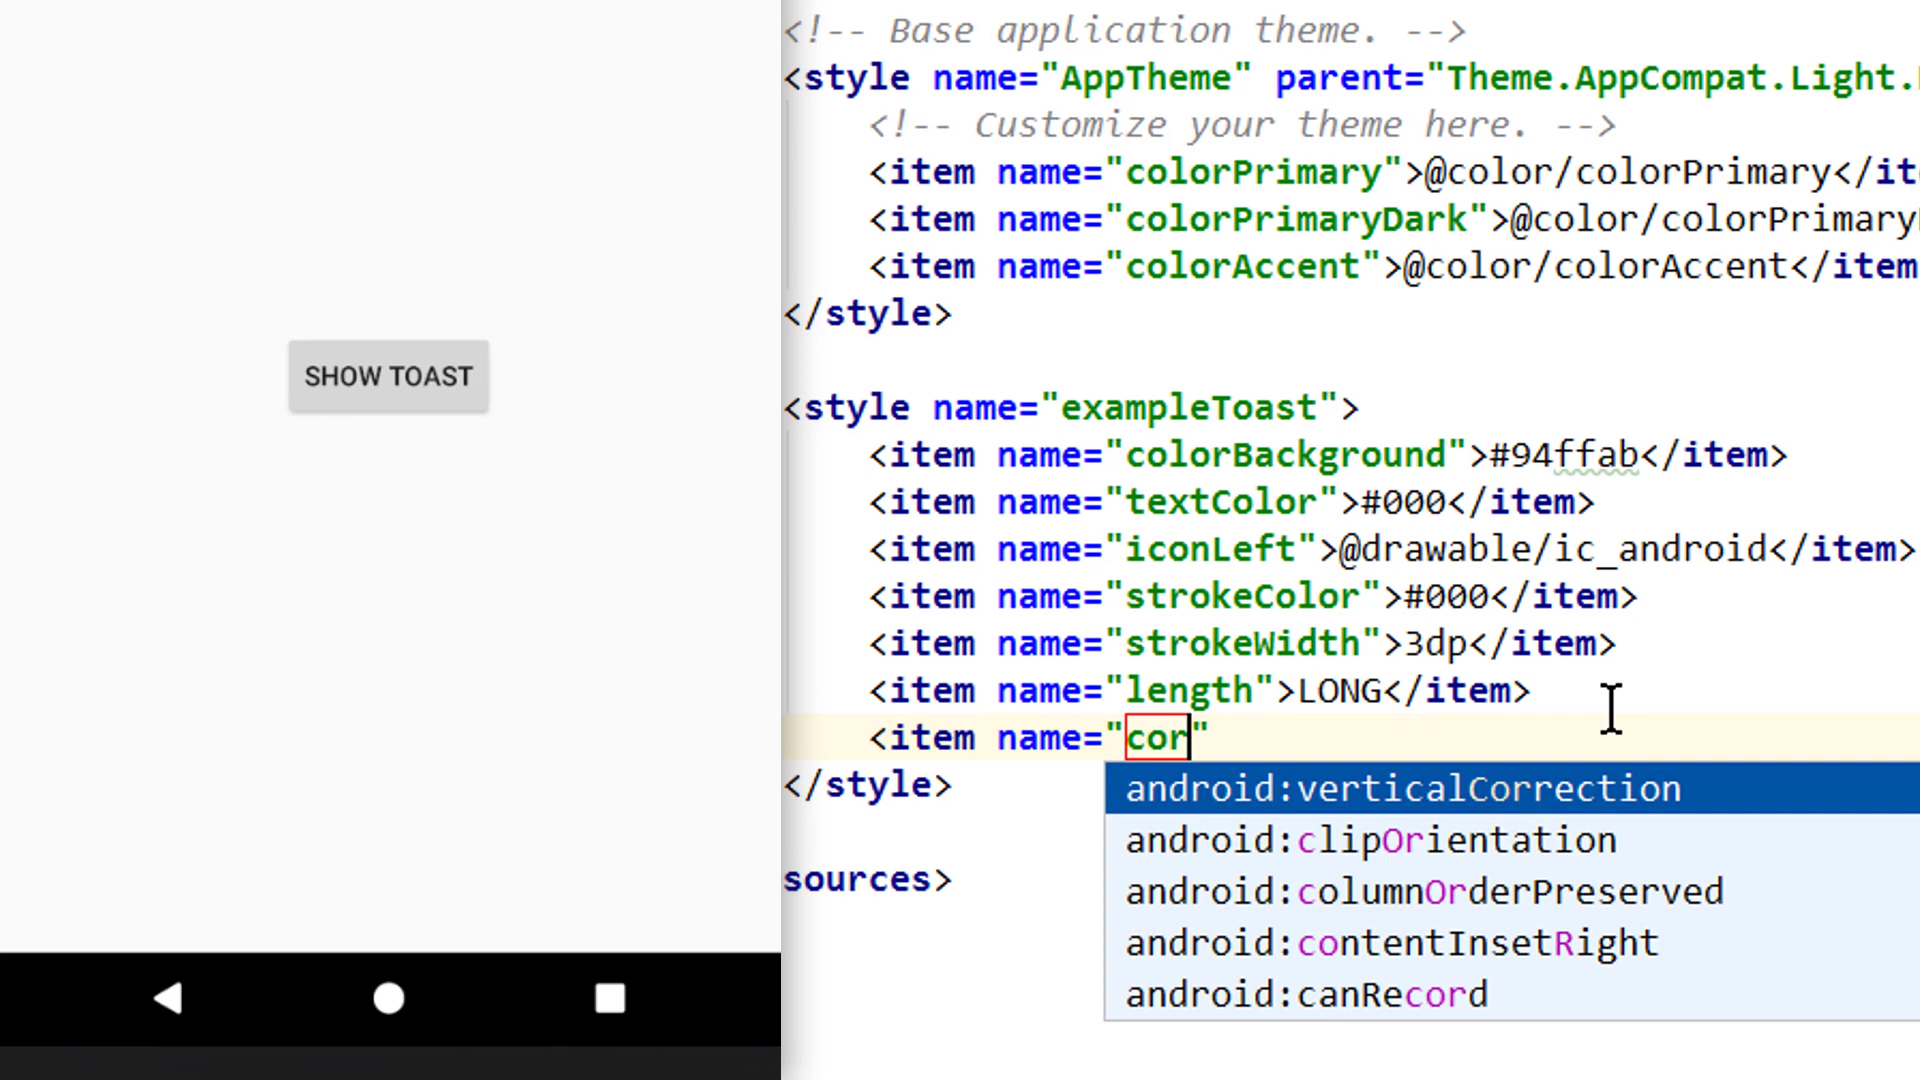 SHOW TOAST
<!-- Base application theme. -->
<style name="AppTheme" parent="Theme.AppCompat.Light.
<!-- Customize your theme here. -->
<item name="colorPrimary">@color/colorPrimary</ite
<item name="colorPrimaryDark">@color/colorPrimary
<item name="colorAccent">@color/colorAccent</item
</style>
<style name="exampleToast">
<item name="colorBackground">#94ffab</item>
<item name="textColor">#000</item>
<item name="iconLeft">@drawable/ic_android</item>
<item name="strokeColor">#000</item>
<item name="strokeWidth">3dp</item>
<item name="length">LONG</item>
<item name="cor"
</style>
sources>
android:verticalCorrection
android:clipOrientation
android:columnOrderPreserved
android:contentInsetRight
android:canRecord